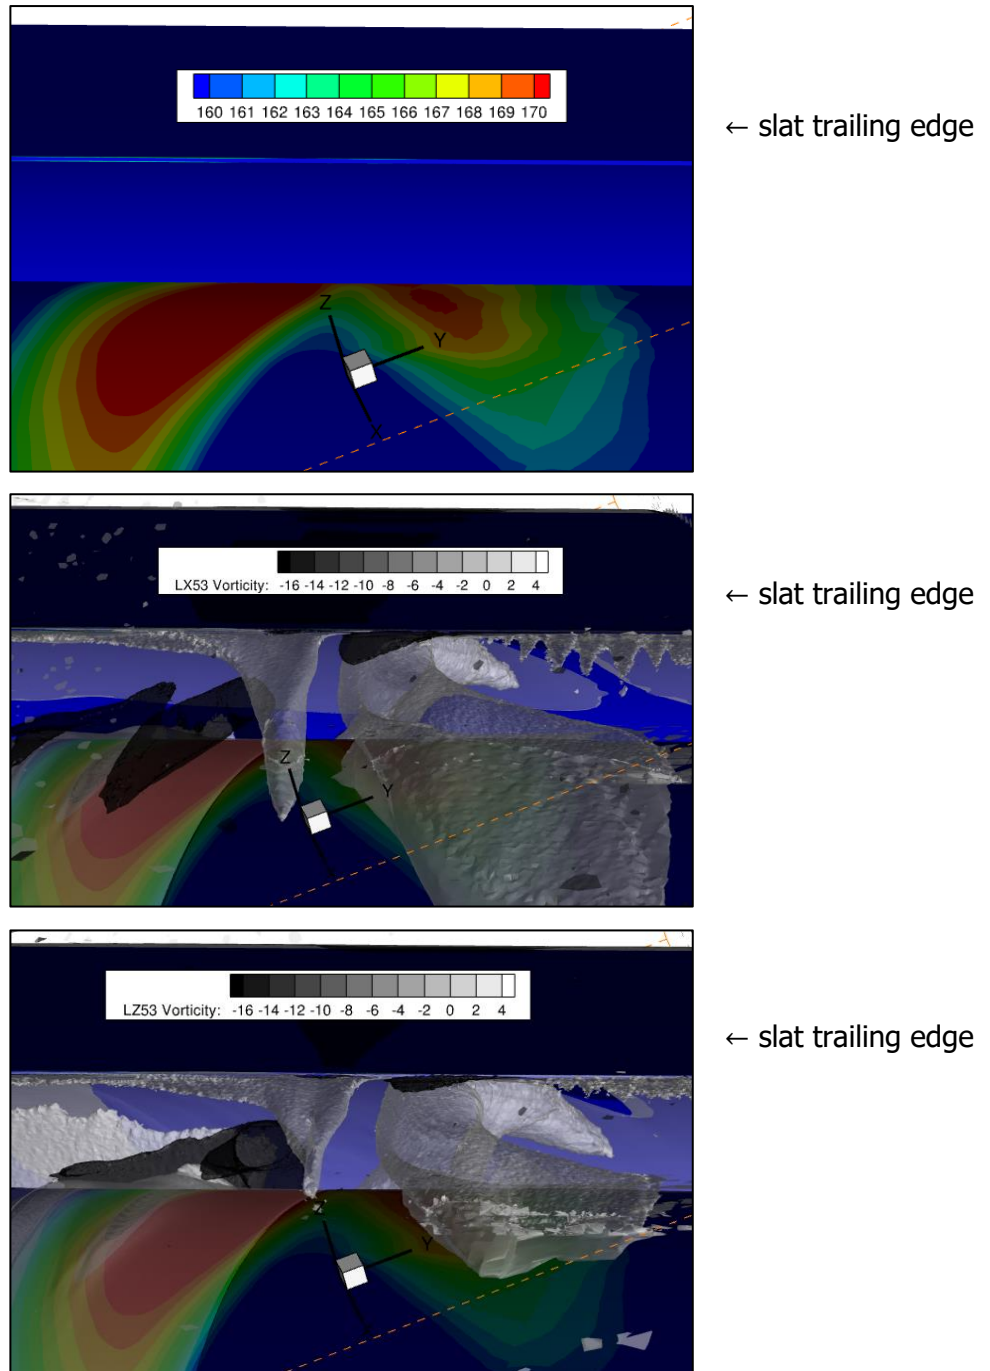 160 161 162 163 164 165 166 167 168 169 170
← slat trailing edge
Z
Y
X
LX53 Vorticity: -16 -14 -12 -10 -8 -6 -4 -2 0 2 4
← slat trailing edge
Z
Y
LZ53 Vorticity: -16 -14 -12 -10 -8 -6 -4 -2 0 2 4
← slat trailing edge
Z
Y